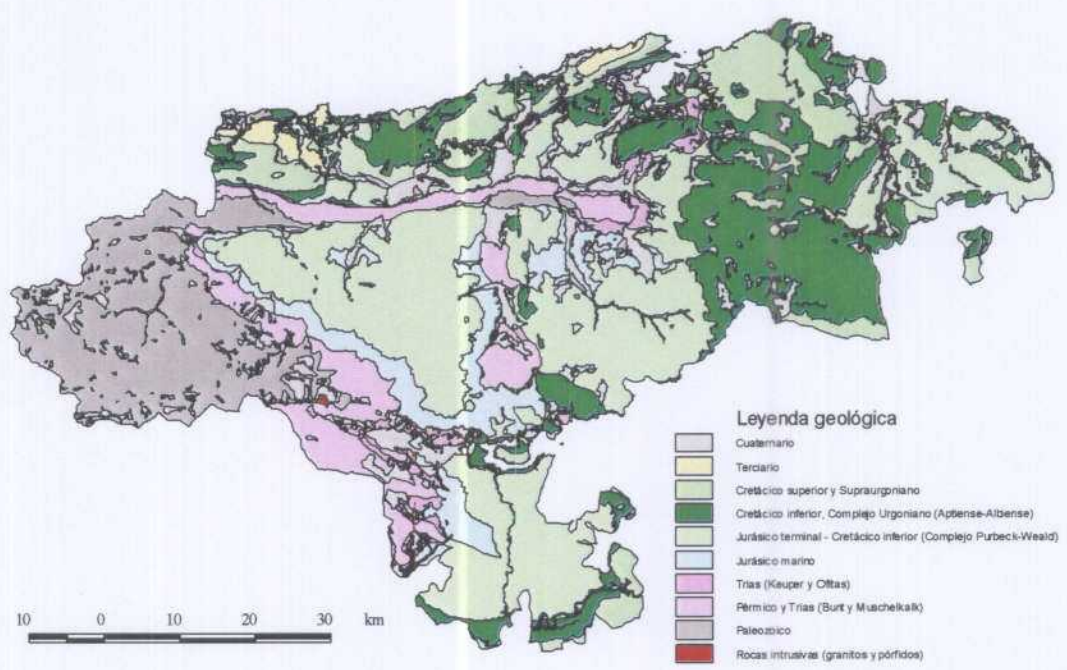 Leyenda geológica
Cuaternario
Terciario
Cretácico superior y Supraurgoniano
Cretácico inferior, Complejo Urgoniano (Aptiense-Albiense)
Jurásico terminal - Cretácico inferior (Complejo Purbeck-Weald)
Jurásico marino
Trias (Keuper y Ofitas)
Pérmico y Trias (Bunt y Muschelkalk)
Paleozoico
Rocas intrusivas (granitos y pórfidos)
10 0 10 20 30 km